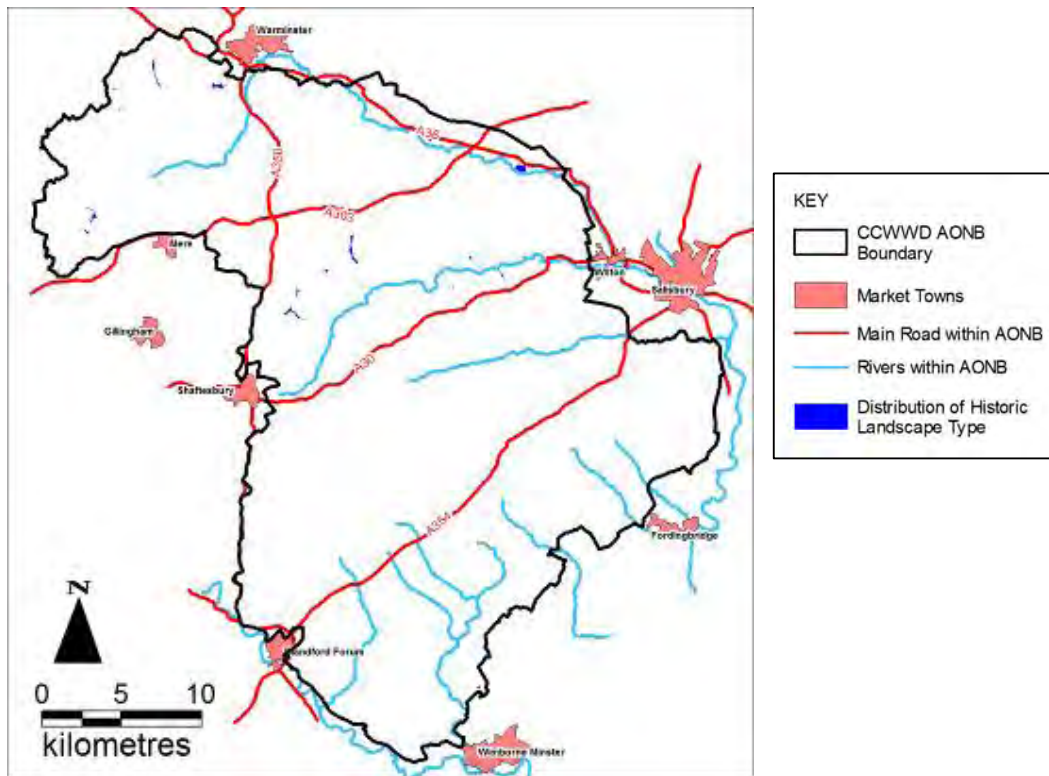 Warminster
A36
A350
A303
Mere
Wilton
Salisbury
Gillingham
A30
Shaftesbury
A354
Fordingbridge
N
Blandford Forum
0 5 10
kilometres
Wimborne Minster
KEY
CCWWD AONB
Boundary
Market Towns
Main Road within AONB
Rivers within AONB
Distribution of Historic
Landscape Type